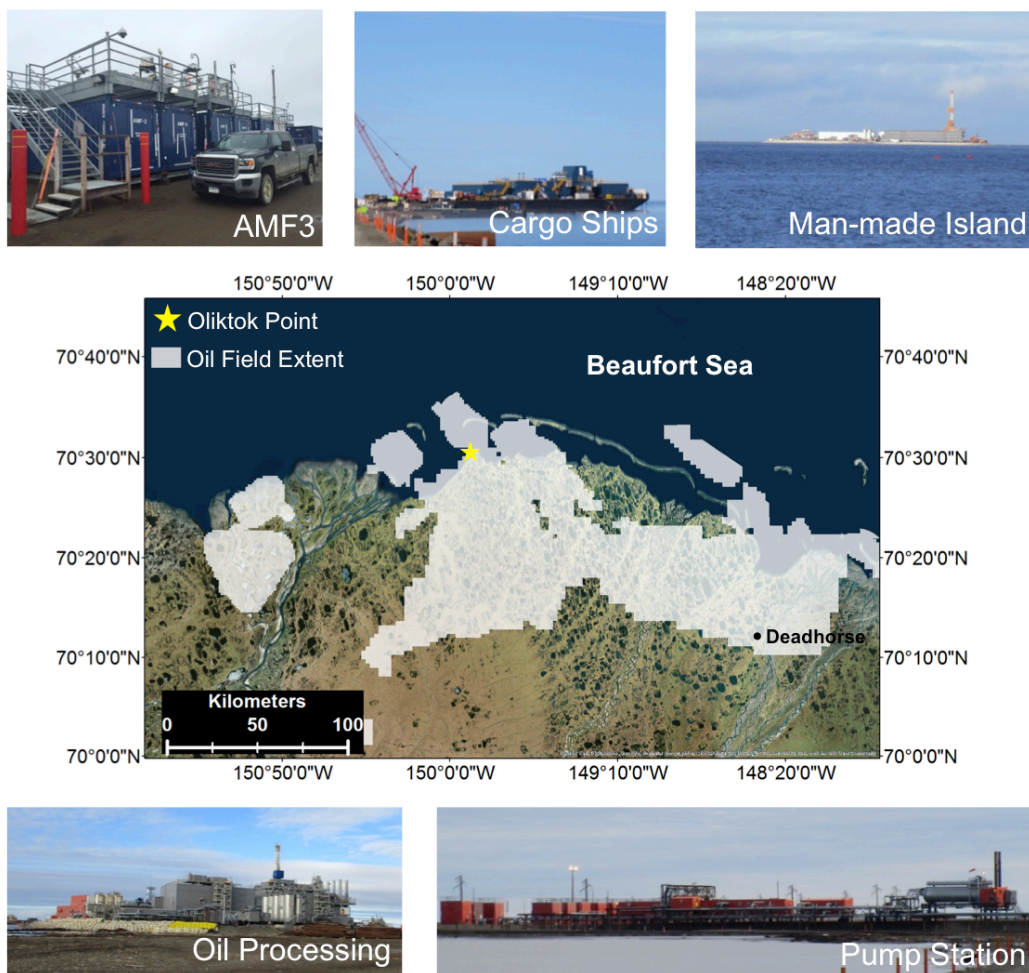 AMF3
Cargo Ships
Man-made Island
150°50'0"W 150°0'0"W 149°10'0"W 148°20'0"W
Oliktok Point
Oil Field Extent
Beaufort Sea
70°40'0"N 70°40'0"N
70°30'0"N 70°30'0"N
70°20'0"N 70°20'0"N
Deadhorse
70°10'0"N 70°10'0"N
Kilometers
0 50 100
70°0'0"N 70°0'0"N
150°50'0"W 150°0'0"W 149°10'0"W 148°20'0"W
Oil Processing
Pump Station